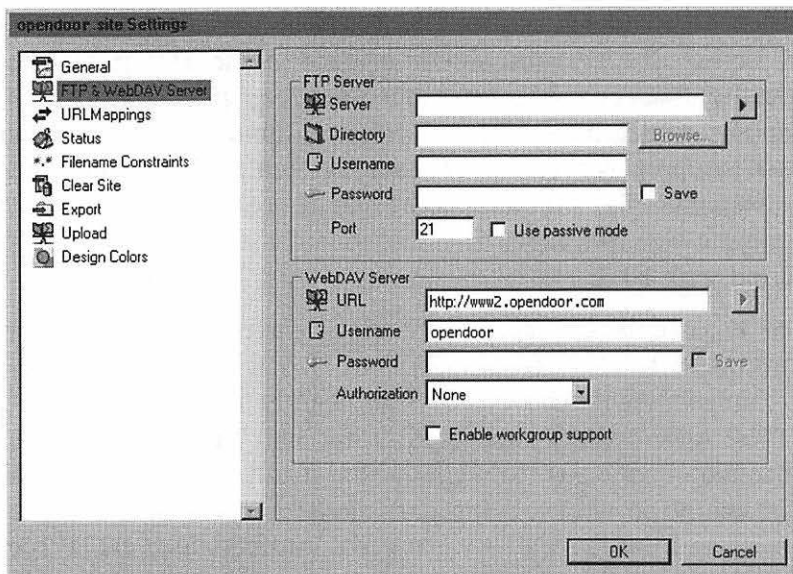 opendoor.site Settings
General
FTP & WebDAV Server
URLMappings
Status
Filename Constraints
Clear Site
Export
Upload
Design Colors
FTP Server
Server
Directory
Browse...
Username
Password
Save
Port
21
Use passive mode
WebDAV Server
URL
http://www2.opendoor.com
Username
opendoor
Password
Save
Authorization
None
Enable workgroup support
OK
Cancel